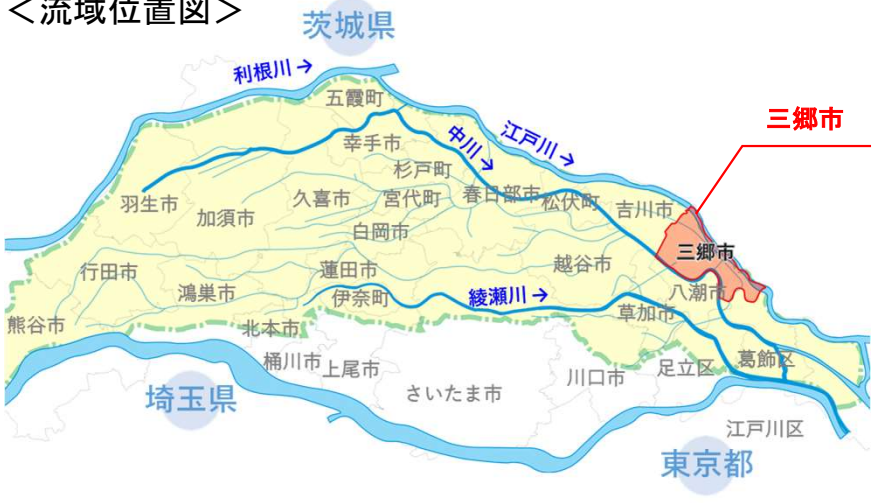 ＜流域位置図＞
茨城県
利根川→
五霞町
三郷市
幸手市
中川→
江戸川→
杉戸町
羽生市
加須市
久喜市
宮代町
春日部市
松伏町
吉川市
白岡市
三郷市
行田市
蓮田市
越谷市
鴻巣市
伊奈町
綾瀬川→
八潮市
草加市
熊谷市
北本市
桶川市
上尾市
さいたま市
川口市
足立区
葛飾区
埼玉県
江戸川区
東京都